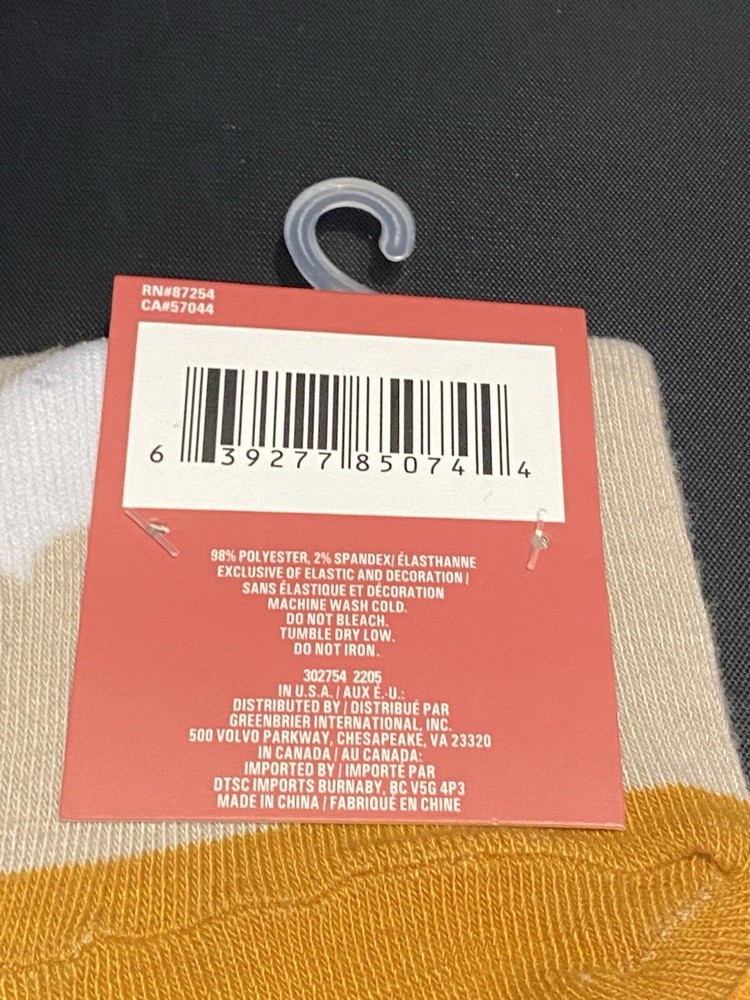 RN#87254
CA#57044
6 39277 85074 4
98% POLYESTER, 2% SPANDEX/ ÉLASTHANNE
EXCLUSIVE OF ELASTIC AND DECORATION /
SANS ÉLASTIQUE ET DÉCORATION
MACHINE WASH COLD.
DO NOT BLEACH.
TUMBLE DRY LOW.
DO NOT IRON.
302754 2205
IN U.S.A. / AUX É.-U.:
DISTRIBUTED BY / DISTRIBUÉ PAR
GREENBRIER INTERNATIONAL, INC.
500 VOLVO PARKWAY, CHESAPEAKE, VA 23320
IN CANADA / AU CANADA:
IMPORTED BY / IMPORTÉ PAR
DTSC IMPORTS BURNABY, BC V5G 4P3
MADE IN CHINA / FABRIQUÉ EN CHINE